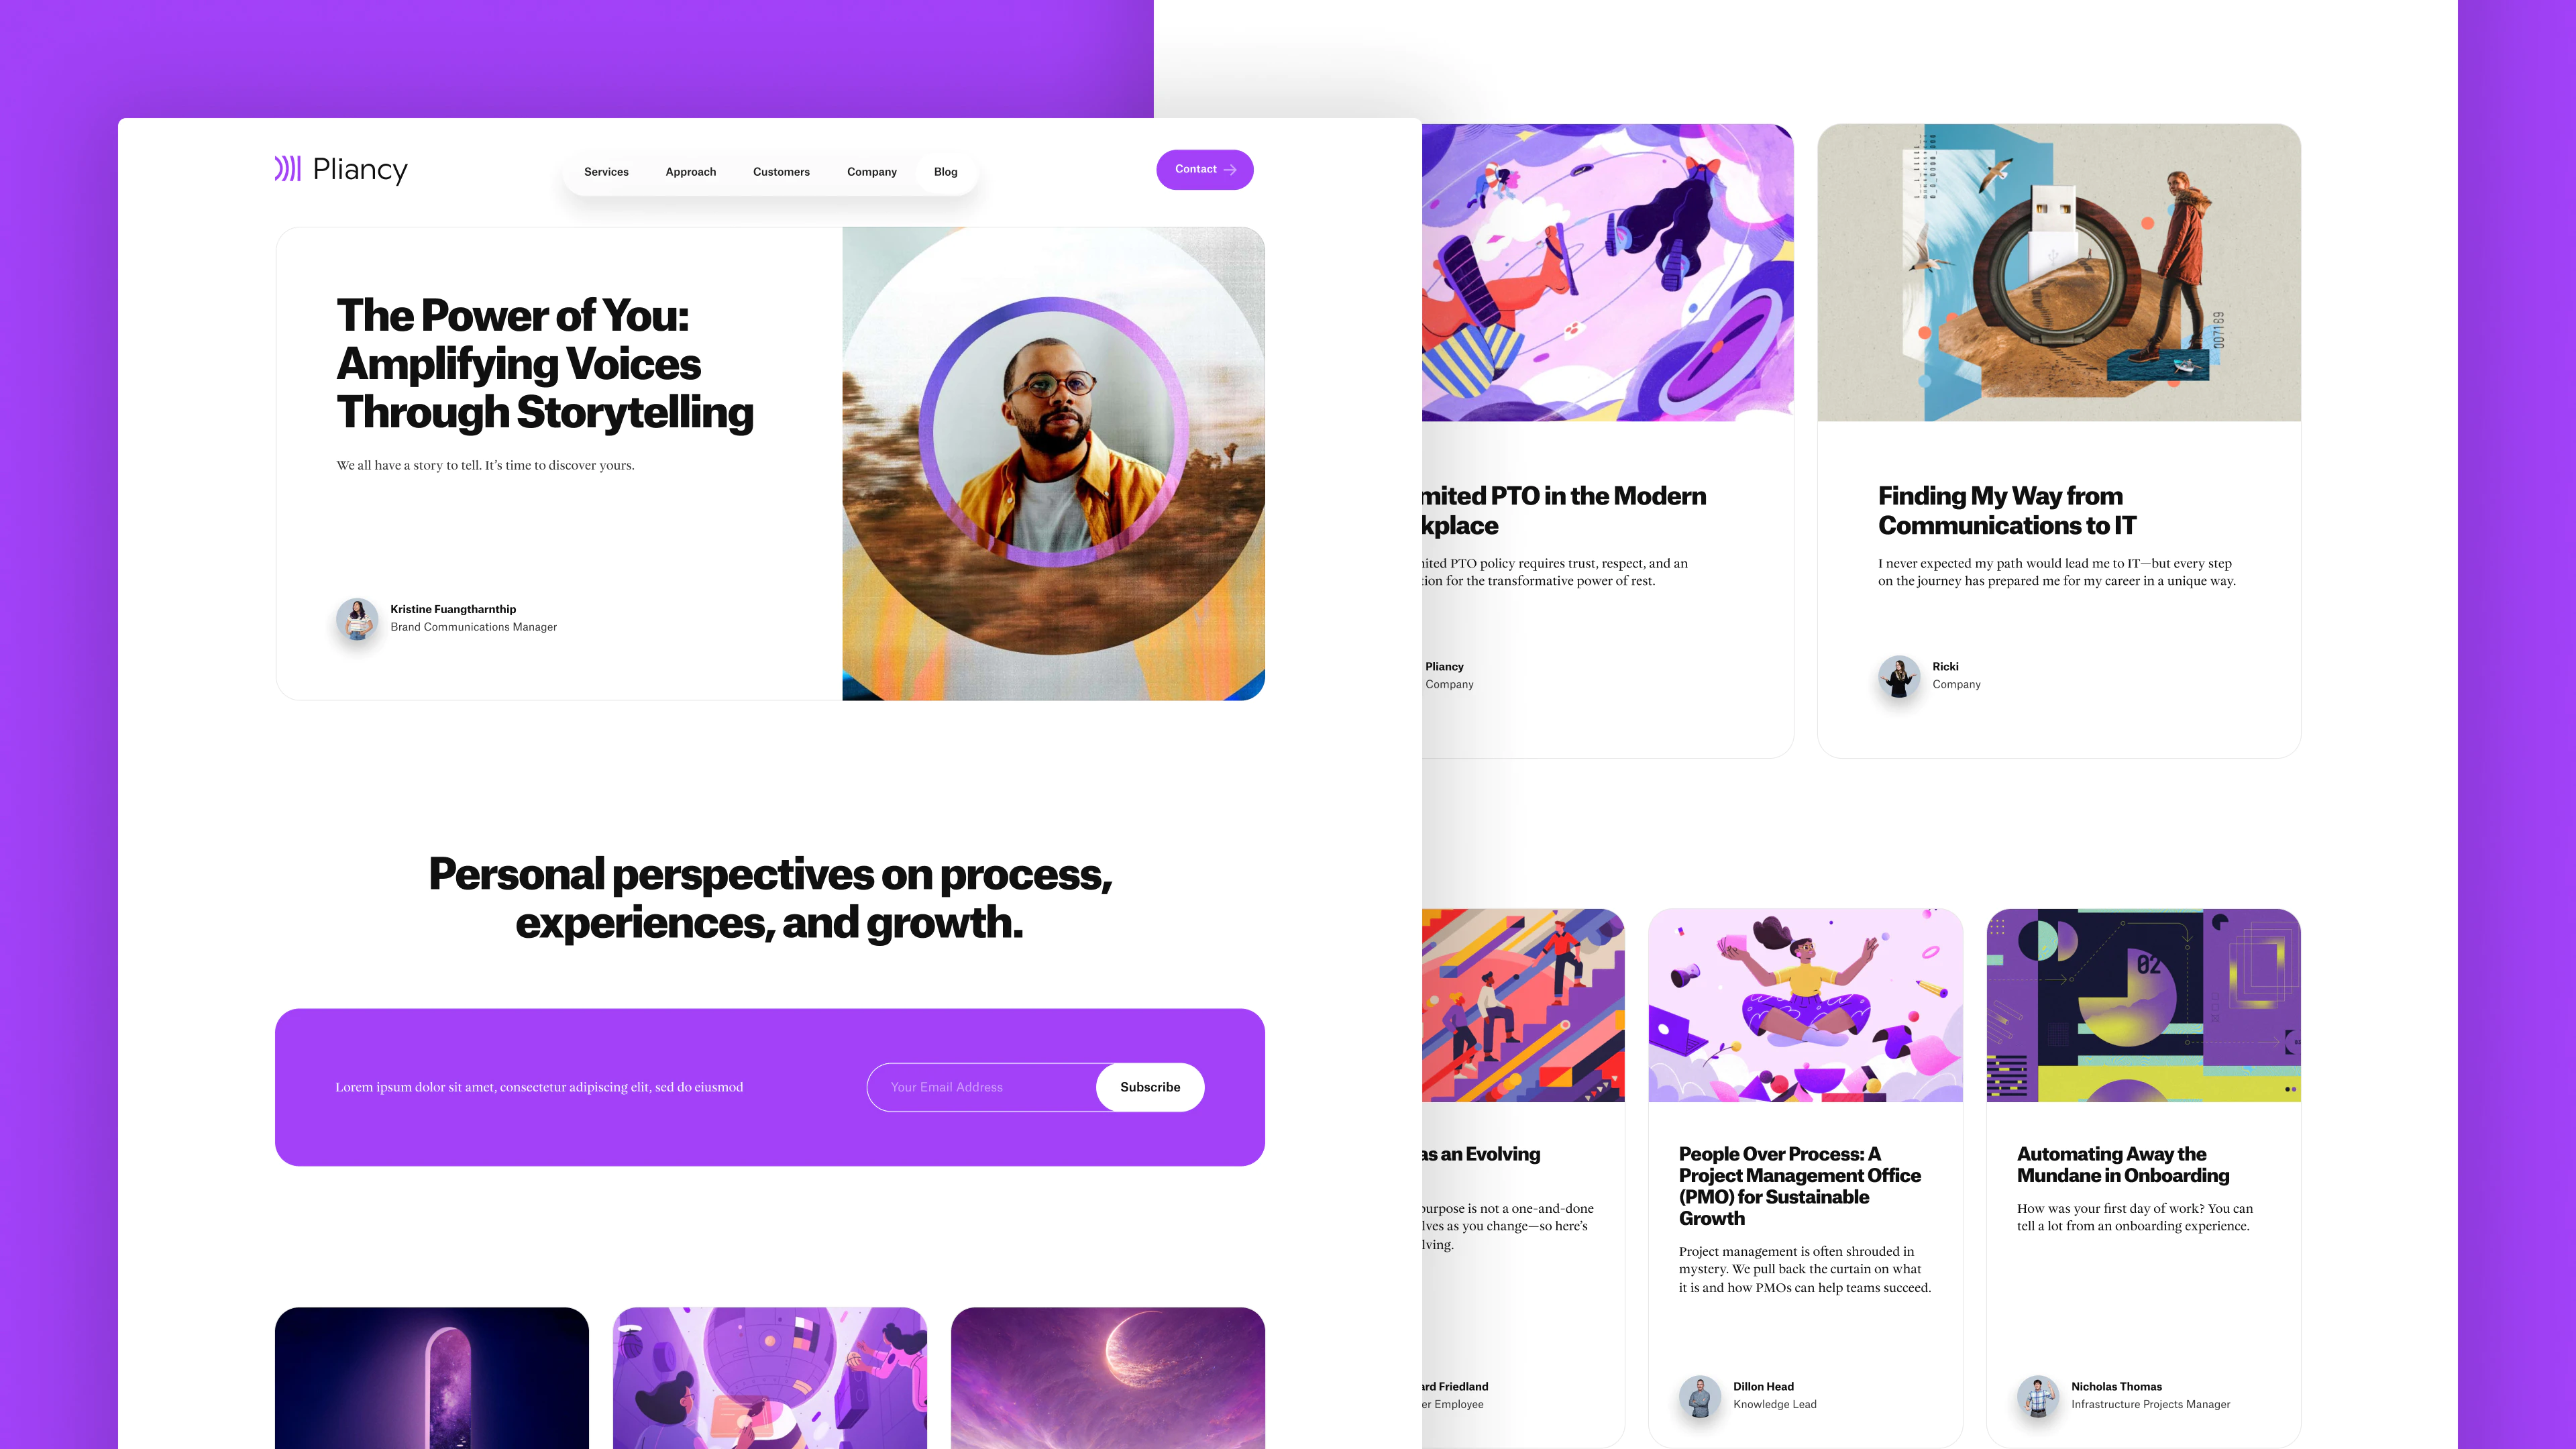 Pliancy
Services
Approach
Customers
Company
Blog
Contact
The Power of You:
Amplifying Voices
Through Storytelling
We all have a story to tell. It’s time to discover yours.
Kristine Fuangtharnthip
Brand Communications Manager
Personal perspectives on process,
experiences, and growth.
Lorem ipsum dolor sit amet, consectetur adipiscing elit, sed do eiusmod
Your Email Address
Subscribe
mited PTO in the Modern
kplace
ited PTO policy requires trust, respect, and an
tion for the transformative power of rest.
Pliancy
Company
007169
Finding My Way from
Communications to IT
I never expected my path would lead me to IT—but every step
on the journey has prepared me for my career in a unique way.
Ricki
Company
as an Evolving
purpose is not a one-and-done
lves as you change—so here’s
lving.
ard Friedland
er Employee
People Over Process: A
Project Management Office
(PMO) for Sustainable
Growth
Project management is often shrouded in
mystery. We pull back the curtain on what
it is and how PMOs can help teams succeed.
Dillon Head
Knowledge Lead
02
Automating Away the
Mundane in Onboarding
How was your first day of work? You can
tell a lot from an onboarding experience.
Nicholas Thomas
Infrastructure Projects Manager